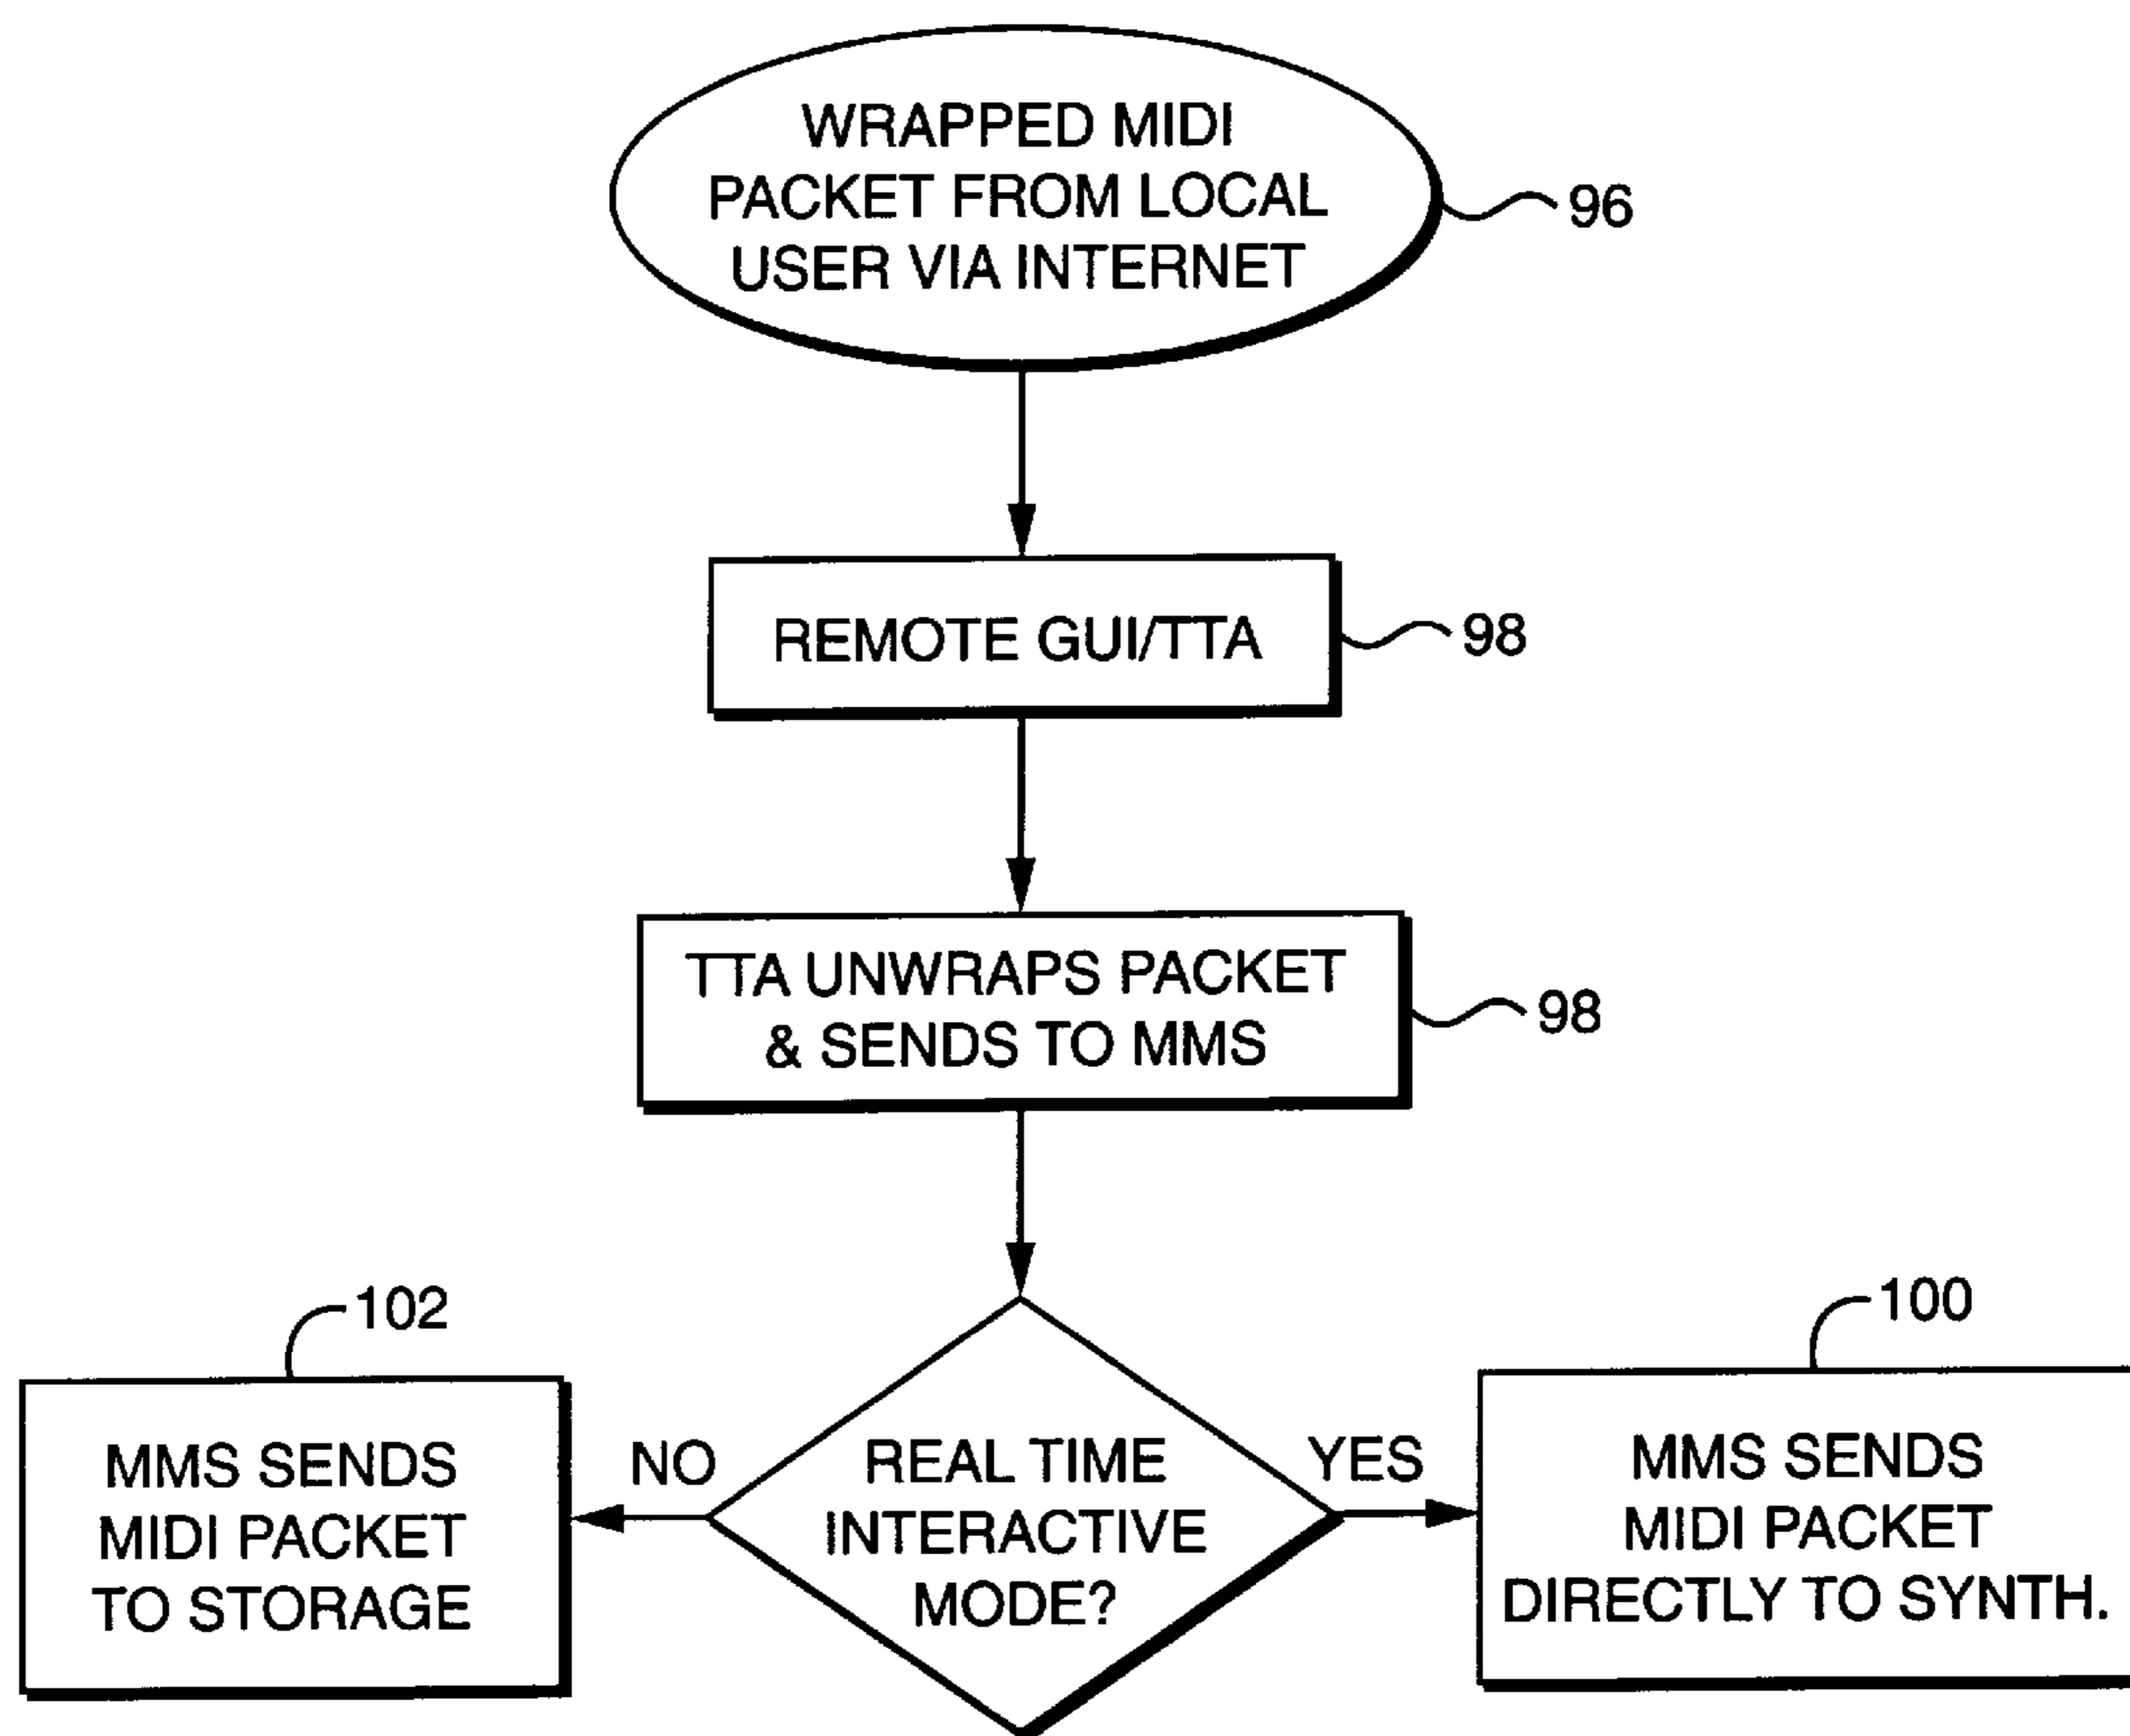 WRAPPED MIDI
PACKET FROM LOCAL
USER VIA INTERNET
96
REMOTE GUI/TTA
98
TTA UNWRAPS PACKET
& SENDS TO MMS
98
102
MMS SENDS
MIDI PACKET
TO STORAGE
NO
REAL TIME
INTERACTIVE
MODE?
YES
100
MMS SENDS
MIDI PACKET
DIRECTLY TO SYNTH.